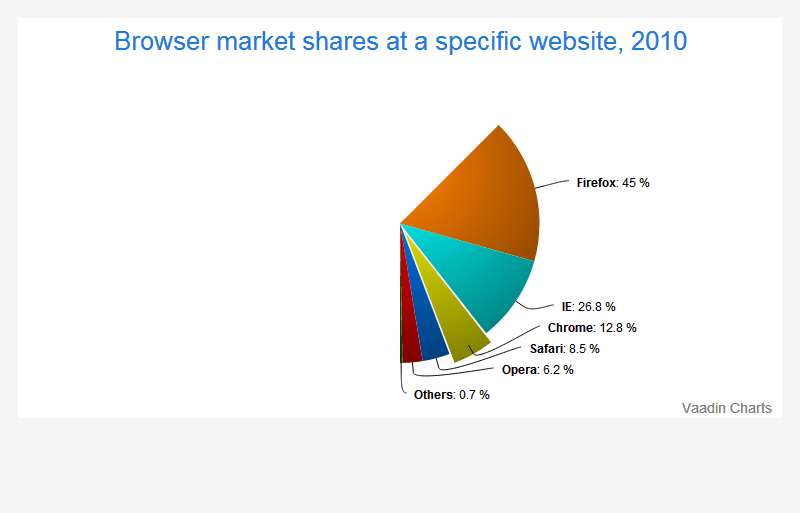 Browser market shares at a specific website, 2010
Firefox: 45 %
IE: 26.8 %
Chrome: 12.8 %
Safari: 8.5 %
Opera: 6.2 %
Others: 0.7 %
Vaadin Charts